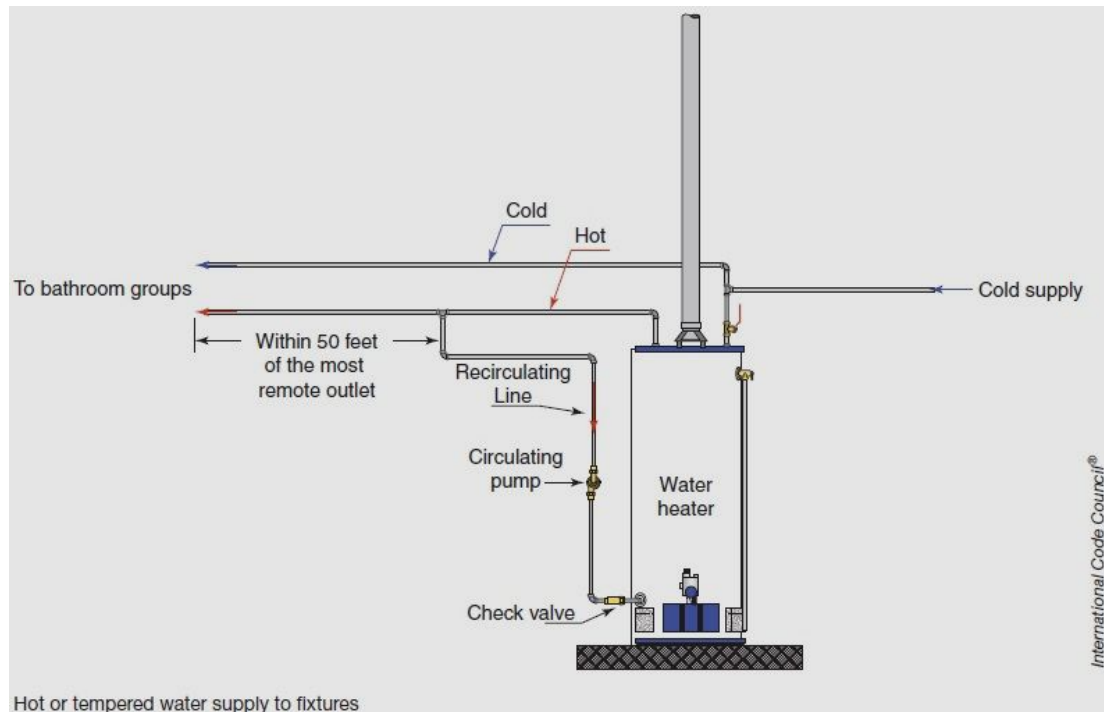 Cold
Hot
To bathroom groups
Cold supply
Within 50 feet
of the most
remote outlet
Recirculating
Line
Circulating
pump
Water
heater
Check valve
International Code Council®
Hot or tempered water supply to fixtures